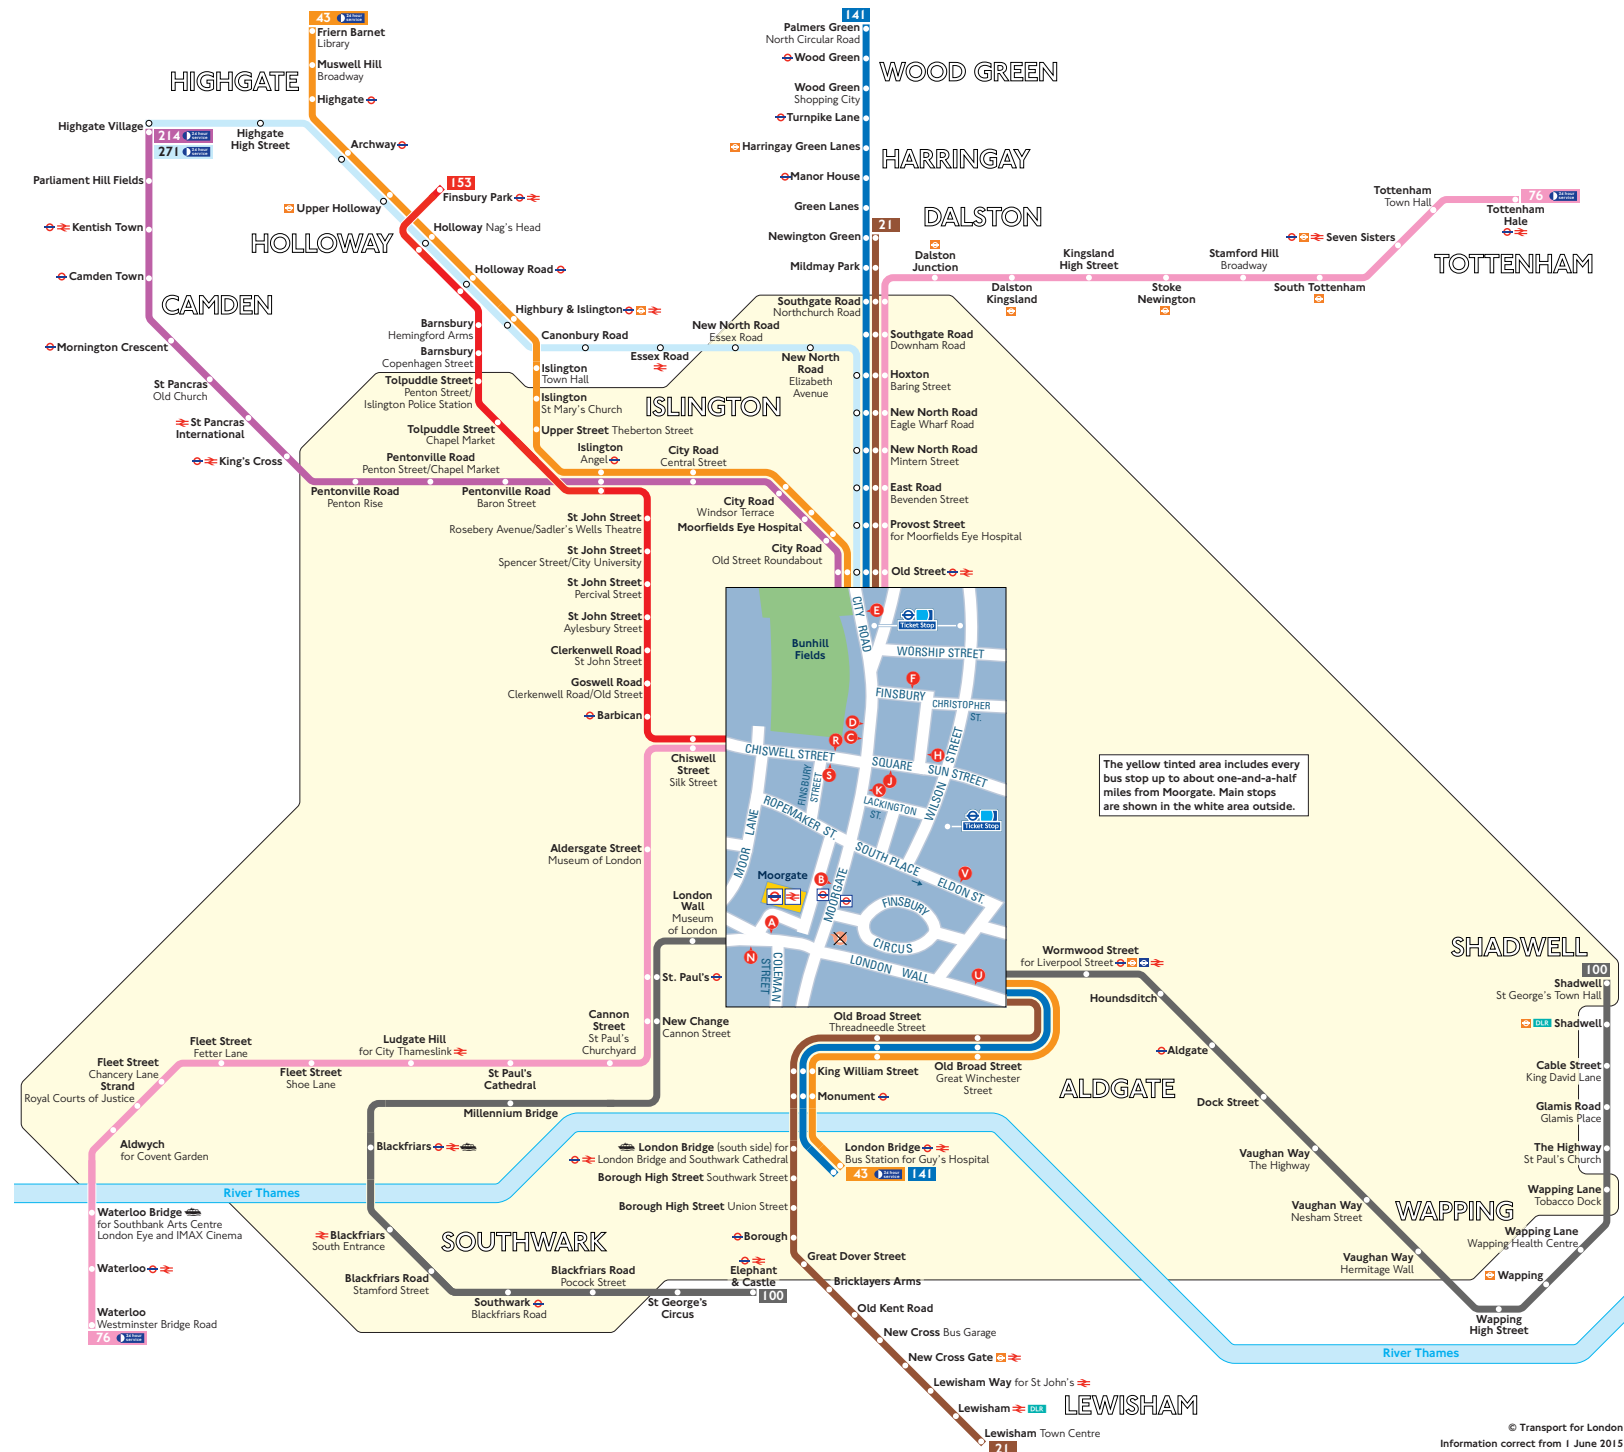 43
24 hour service
Friern Barnet
Library
Muswell Hill
Broadway
Highgate
HIGHGATE
Highgate Village
214
24 hour service
271
24 hour service
Highgate
High Street
Archway
Parliament Hill Fields
153
Finsbury Park
Upper Holloway
Kentish Town
HOLLOWAY
Holloway Nag's Head
Camden Town
Holloway Road
CAMDEN
Highbury & Islington
Barnsbury
Hemingford Arms
Canonbury Road
New North Road
Essex Road
Mornington Crescent
Barnsbury
Copenhagen Street
Essex Road
New North
Road
Elizabeth
Avenue
St Pancras
Old Church
Tolpuddle Street
Penton Street/
Islington Police Station
Islington
Town Hall
Islington
St Mary's Church
ISLINGTON
St Pancras
International
Tolpuddle Street
Chapel Market
Upper Street Theberton Street
King's Cross
Pentonville Road
Penton Street/Chapel Market
Islington
Angel
City Road
Central Street
Pentonville Road
Penton Rise
Pentonville Road
Baron Street
City Road
Windsor Terrace
Moorfields Eye Hospital
City Road
Old Street Roundabout
141
Palmers Green
North Circular Road
Wood Green
WOOD GREEN
Wood Green
Shopping City
Turnpike Lane
Harringay Green Lanes
HARRINGAY
Manor House
Green Lanes
21
DALSTON
Newington Green
Mildmay Park
Dalston
Junction
Kingsland
High Street
Stamford Hill
Broadway
Seven Sisters
Tottenham
Town Hall
76
24 hour service
Tottenham
Hale
TOTTENHAM
Dalston
Kingsland
Stoke
Newington
South Tottenham
Southgate Road
Northchurch Road
Southgate Road
Downham Road
Hoxton
Baring Street
New North Road
Eagle Wharf Road
New North Road
Mintern Street
East Road
Bevenden Street
Provost Street
for Moorfields Eye Hospital
Old Street
St John Street
Rosebery Avenue/Sadler's Wells Theatre
St John Street
Spencer Street/City University
St John Street
Percival Street
St John Street
Aylesbury Street
Clerkenwell Road
St John Street
Goswell Road
Clerkenwell Road/Old Street
Barbican
Chiswell
Street
Silk Street
Aldersgate Street
Museum of London
London
Wall
Museum
of London
St. Paul's
New Change
Cannon Street
Cannon
Street
St Paul's
Churchyard
CITY ROAD
E
Ticket Stop
Bunhill
Fields
WORSHIP STREET
F
FINSBURY
CHRISTOPHER
ST.
D
C
R
CHISWELL STREET
H
SQUARE
SUN STREET
S
FINSBURY
STREET
J
K
LACKINGTON
ST.
WILSON STREET
ROPEMAKER ST.
Ticket Stop
MOOR LANE
SOUTH PLACE
Moorgate
B
MOORGATE
V
ELDON ST.
FINSBURY
CIRCUS
A
N
COLEMAN
STREET
LONDON WALL
U
The yellow tinted area includes every
bus stop up to about one-and-a-half
miles from Moorgate. Main stops
are shown in the white area outside.
Wormwood Street
for Liverpool Street
Houndsditch
Aldgate
ALDGATE
Dock Street
Vaughan Way
The Highway
Vaughan Way
Nesham Street
Vaughan Way
Hermitage Wall
SHADWELL
100
Shadwell
St George's Town Hall
DLR Shadwell
Cable Street
King David Lane
Glamis Road
Glamis Place
The Highway
St Paul's Church
Wapping Lane
Tobacco Dock
WAPPING
Wapping Lane
Wapping Health Centre
Wapping
Wapping
High Street
River Thames
Old Broad Street
Threadneedle Street
King William Street
Old Broad Street
Great Winchester
Street
Monument
London Bridge (south side) for
London Bridge and Southwark Cathedral
London Bridge
Bus Station for Guy's Hospital
43
24 hour service
141
Borough High Street Southwark Street
Borough High Street Union Street
Borough
Great Dover Street
Bricklayers Arms
Old Kent Road
New Cross Bus Garage
New Cross Gate
Lewisham Way for St John's
Lewisham DLR
LEWISHAM
Lewisham Town Centre
21
Fleet Street
Chancery Lane
Fleet Street
Fetter Lane
Ludgate Hill
for City Thameslink
Strand
Royal Courts of Justice
Fleet Street
Shoe Lane
St Paul's
Cathedral
Millennium Bridge
Aldwych
for Covent Garden
Blackfriars
River Thames
Waterloo Bridge
for Southbank Arts Centre
London Eye and IMAX Cinema
Blackfriars
South Entrance
SOUTHWARK
Waterloo
Blackfriars Road
Stamford Street
Blackfriars Road
Pocock Street
Elephant
& Castle
100
Southwark
Blackfriars Road
St George's
Circus
Waterloo
Westminster Bridge Road
76
24 hour service
© Transport for London
Information correct from 1 June 2015